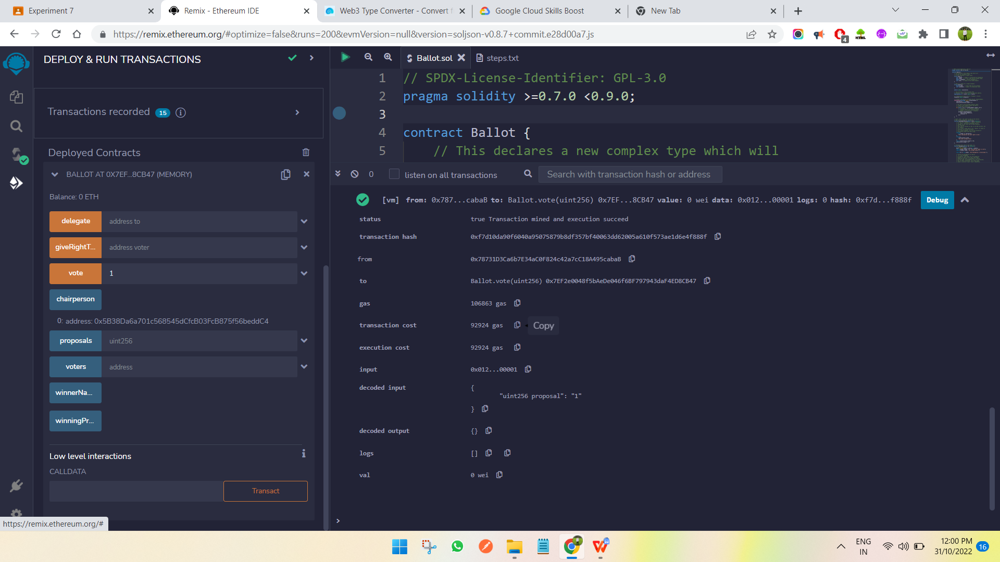 Experiment 7
Remix - Ethereum IDE
Web3 Type Converter - Convert f
Google Cloud Skills Boost
New Tab
https://remix.ethereum.org/#optimize=false&runs=200&evmVersion=null&version=soljson-v0.8.7+commit.e28d00a7.js
4
HTML
DEPLOY & RUN TRANSACTIONS
Transactions recorded 15
Deployed Contracts
BALLOT AT 0X7EF...8CB47 (MEMORY)
Balance: 0 ETH
delegate address to
giveRightT... address voter
vote 1
chairperson
0: address: 0x5B38Da6a701c568545dCfcB03FcB875f56beddC4
proposals uint256
voters address
winnerNa...
winningPr...
Low level interactions
CALLDATA
Transact
https://remix.ethereum.org/#
Ballot.sol
steps.txt
1 // SPDX-License-Identifier: GPL-3.0
2 pragma solidity >=0.7.0 <0.9.0;
3
4 contract Ballot {
5 // This declares a new complex type which will
0 listen on all transactions Search with transaction hash or address
[vm] from: 0x787...cabaB to: Ballot.vote(uint256) 0x7EF...8CB47 value: 0 wei data: 0x012...00001 logs: 0 hash: 0xf7d...f888f Debug
status true Transaction mined and execution succeed
transaction hash 0xf7d10da90f6040a95075879b8df357bf40063dd62005a610f573ae1d6e4f888f
from 0x78731D3Ca6b7E34aC0F824c42a7cC18A495cabaB
to Ballot.vote(uint256) 0x7EF2e0048f5bAeDe046f6BF797943daF4ED8CB47
gas 106863 gas
transaction cost 92924 gas Copy
execution cost 92924 gas
input 0x012...00001
decoded input {
"uint256 proposal": "1"
}
decoded output {}
logs []
val 0 wei
>
ENG
IN
12:00 PM
31/10/2022
16